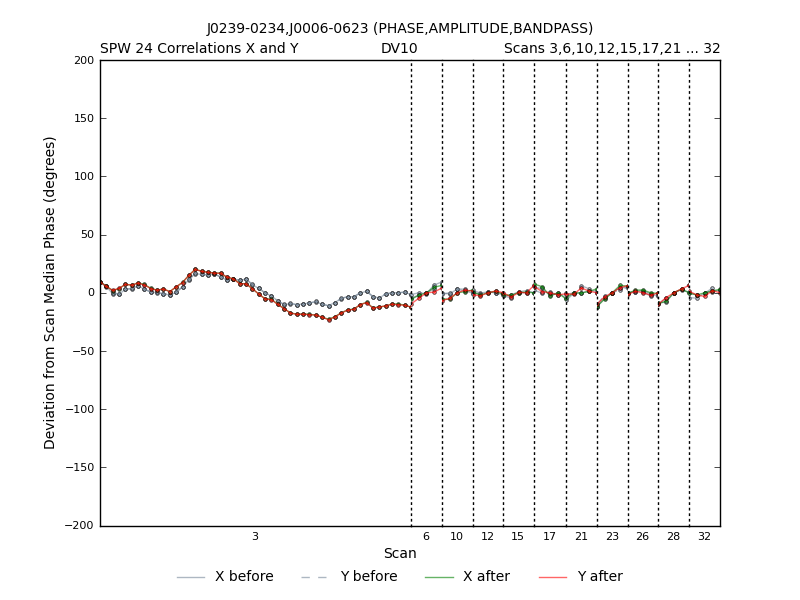 J0239-0234,J0006-0623 (PHASE,AMPLITUDE,BANDPASS)
SPW 24 Correlations X and Y DV10 Scans 3,6,10,12,15,17,21 ... 32
200
150
100
50
0
−50
−100
−150
−200
Deviation from Scan Median Phase (degrees)
3 6 10 12 15 17 21 23 26 28 32
Scan
X before Y before X after Y after